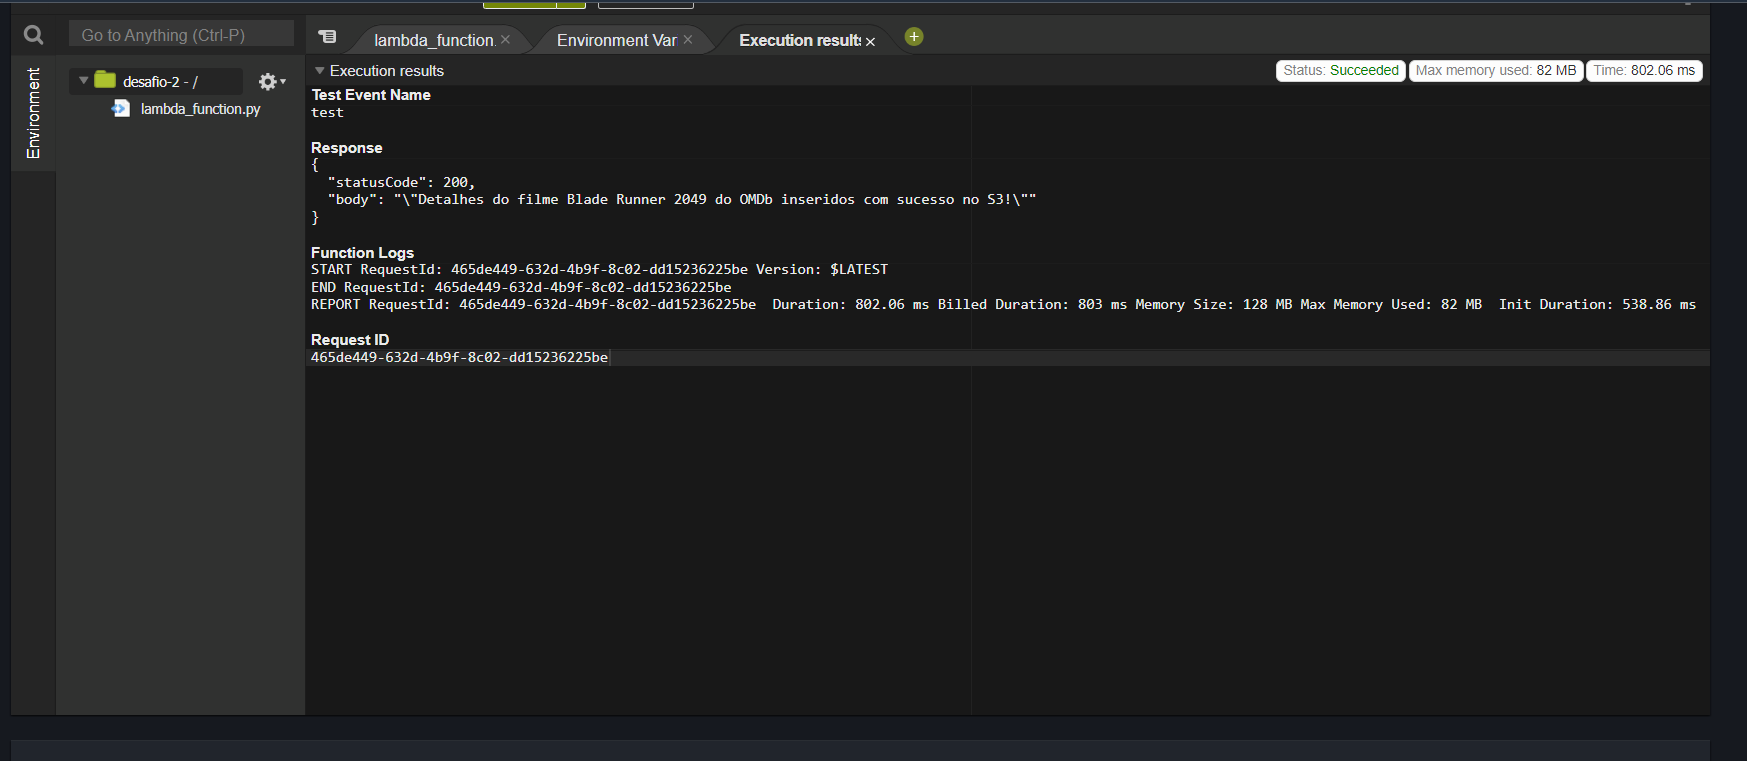 Go to Anything (Ctrl-P)
lambda_function.
Environment Var
Execution results
Environment
desafio-2 - /
lambda_function.py
Execution results
Status: Succeeded
Max memory used: 82 MB
Time: 802.06 ms
Test Event Name
test
Response
{
"statusCode": 200,
"body": "\"Detalhes do filme Blade Runner 2049 do OMDb inseridos com sucesso no S3!\""
}
Function Logs
START RequestId: 465de449-632d-4b9f-8c02-dd15236225be Version: $LATEST
END RequestId: 465de449-632d-4b9f-8c02-dd15236225be
REPORT RequestId: 465de449-632d-4b9f-8c02-dd15236225be Duration: 802.06 ms Billed Duration: 803 ms Memory Size: 128 MB Max Memory Used: 82 MB Init Duration: 538.86 ms
Request ID
465de449-632d-4b9f-8c02-dd15236225be